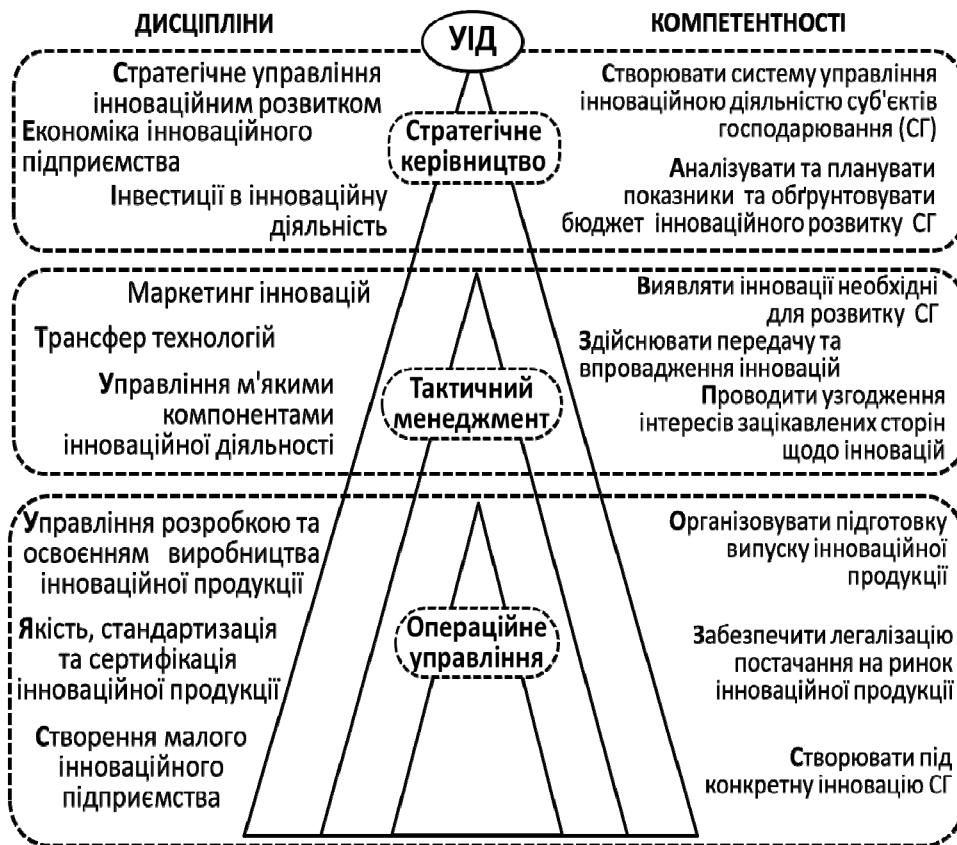 ДИСЦІПЛІНИ
УІД
КОМПЕТЕНТНОСТІ
Стратегічне управління
інноваційним розвитком
Економіка інноваційного
підприємства
Інвестиції в інноваційну
діяльність
Стратегічне
керівництво
Створювати систему управління
інноваційною діяльністю суб'єктів
господарювання (СГ)
Аналізувати та планувати
показники та обґрунтовувати
бюджет інноваційного розвитку СГ
Маркетинг інновацій
Трансфер технологій
Управління м'якими
компонентами
інноваційної діяльності
Тактичний
менеджмент
Виявляти інновації необхідні
для розвитку СГ
Здійснювати передачу та
впровадження інновацій
Проводити узгодження
інтересів зацікавлених сторін
щодо інновацій
Управління розробкою та
освоєнням виробництва
інноваційної продукції
Якість, стандартизація
та сертифікація
інноваційної продукції
Створення малого
інноваційного
підприємства
Операційне
управління
Організовувати підготовку
випуску інноваційної
продукції
Забезпечити легалізацію
постачання на ринок
інноваційної продукції
Створювати під
конкретну інновацію СГ